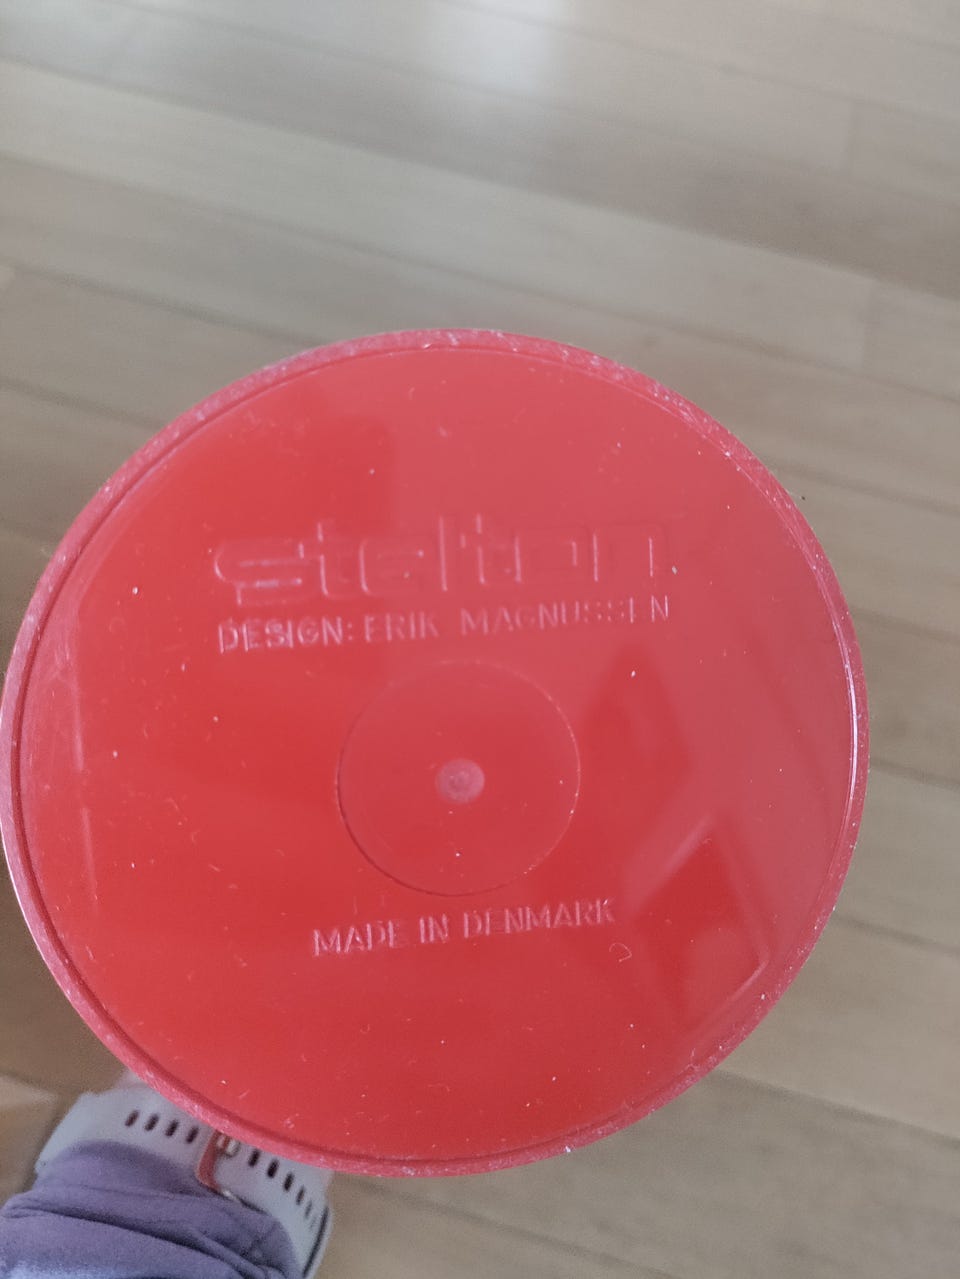 stelton
DESIGN: ERIK MAGNUSSEN
MADE IN DENMARK